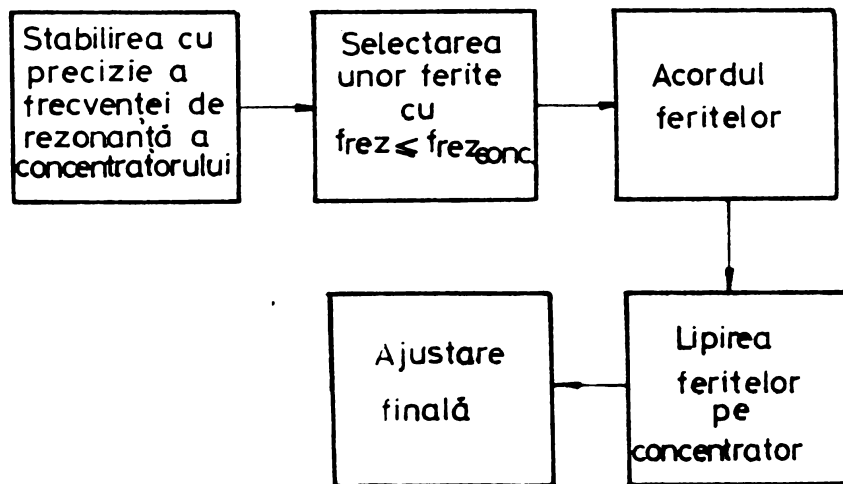 Stabilirea cu
precizie a
frecvenței de
rezonanță a
concentratorului
Selectarea
unor ferite
cu
frez ⩽ frezconc.
Acordul
feritelor
Lipirea
feritelor
pe
concentrator
Ajustare
finală